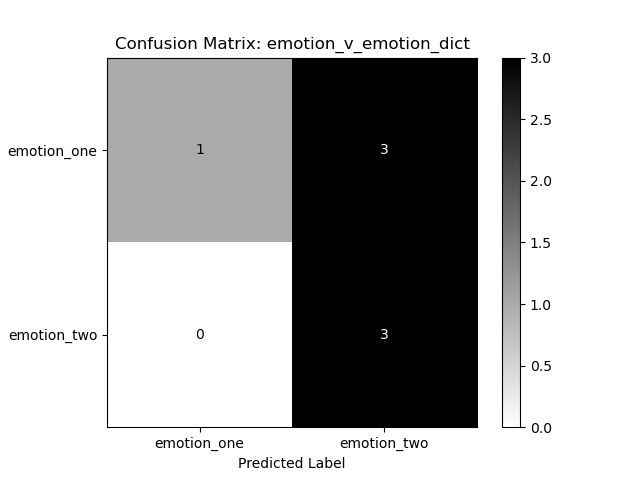 Confusion Matrix: emotion_v_emotion_dict
3.0
2.5
emotion_one 1 3
2.0
1.5
1.0
emotion_two 0 3
0.5
0.0
emotion_one emotion_two
Predicted Label